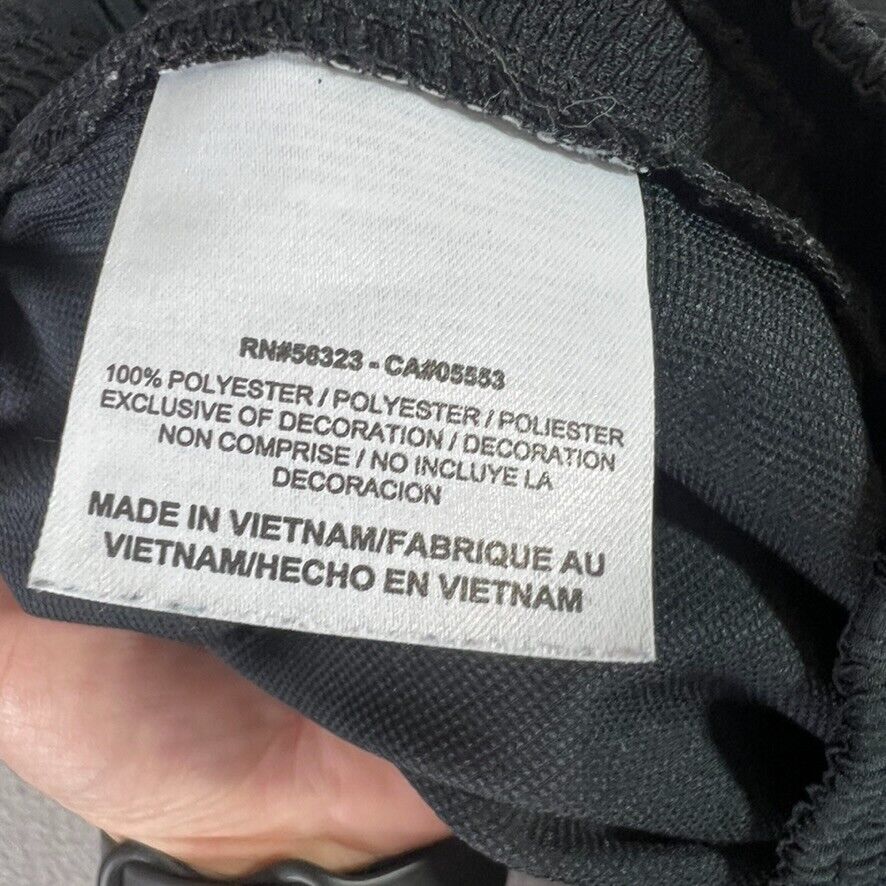 RN#56323 - CA#05553
100% POLYESTER / POLYESTER / POLIESTER
EXCLUSIVE OF DECORATION / DECORATION
NON COMPRISE / NO INCLUYE LA
DECORACION
MADE IN VIETNAM/FABRIQUE AU
VIETNAM/HECHO EN VIETNAM